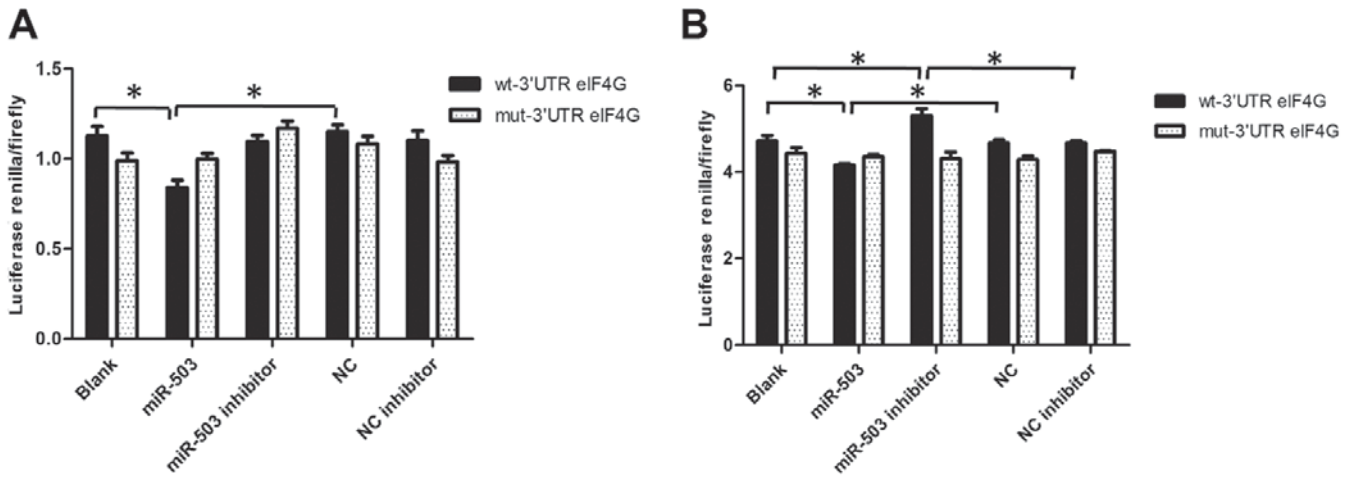 A
Luciferase renilla/firefly
1.5
1.0
0.5
0.0
*
*
wt-3'UTR eIF4G
mut-3'UTR eIF4G
Blank
miR-503
miR-503 inhibitor
NC
NC inhibitor
B
Luciferase renilla/firefly
6
4
2
0
*
*
*
*
wt-3'UTR eIF4G
mut-3'UTR eIF4G
Blank
miR-503
miR-503 inhibitor
NC
NC inhibitor